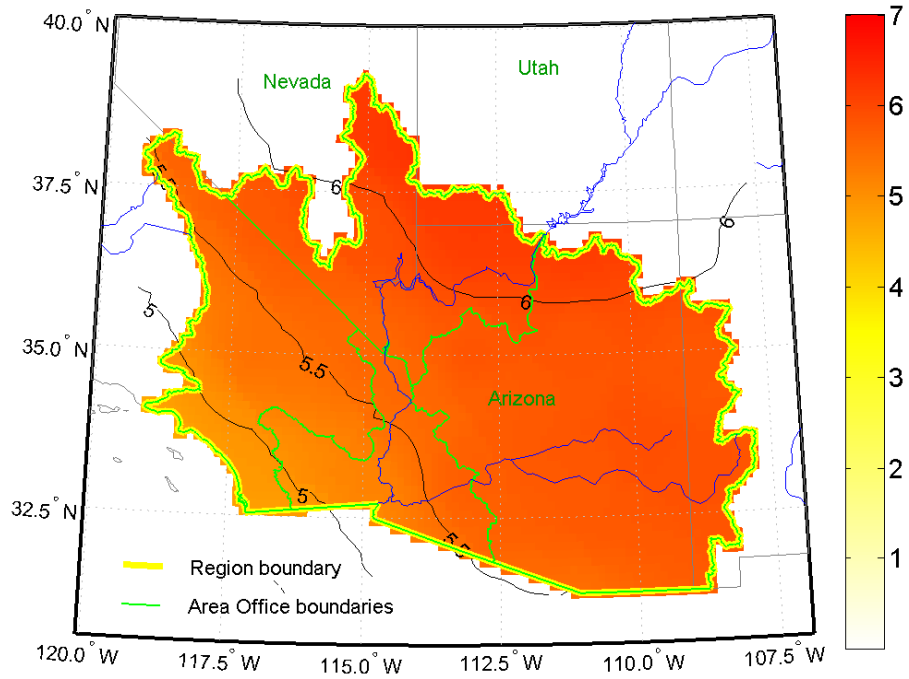 40.0° N
Nevada
Utah
7
6
5
4
3
2
1
37.5° N
5.5
6
6
5
6
35.0° N
5.5
Arizona
32.5° N
5
5.5
Region boundary
Area Office boundaries
120.0° W
117.5° W
115.0° W
112.5° W
110.0° W
107.5° W